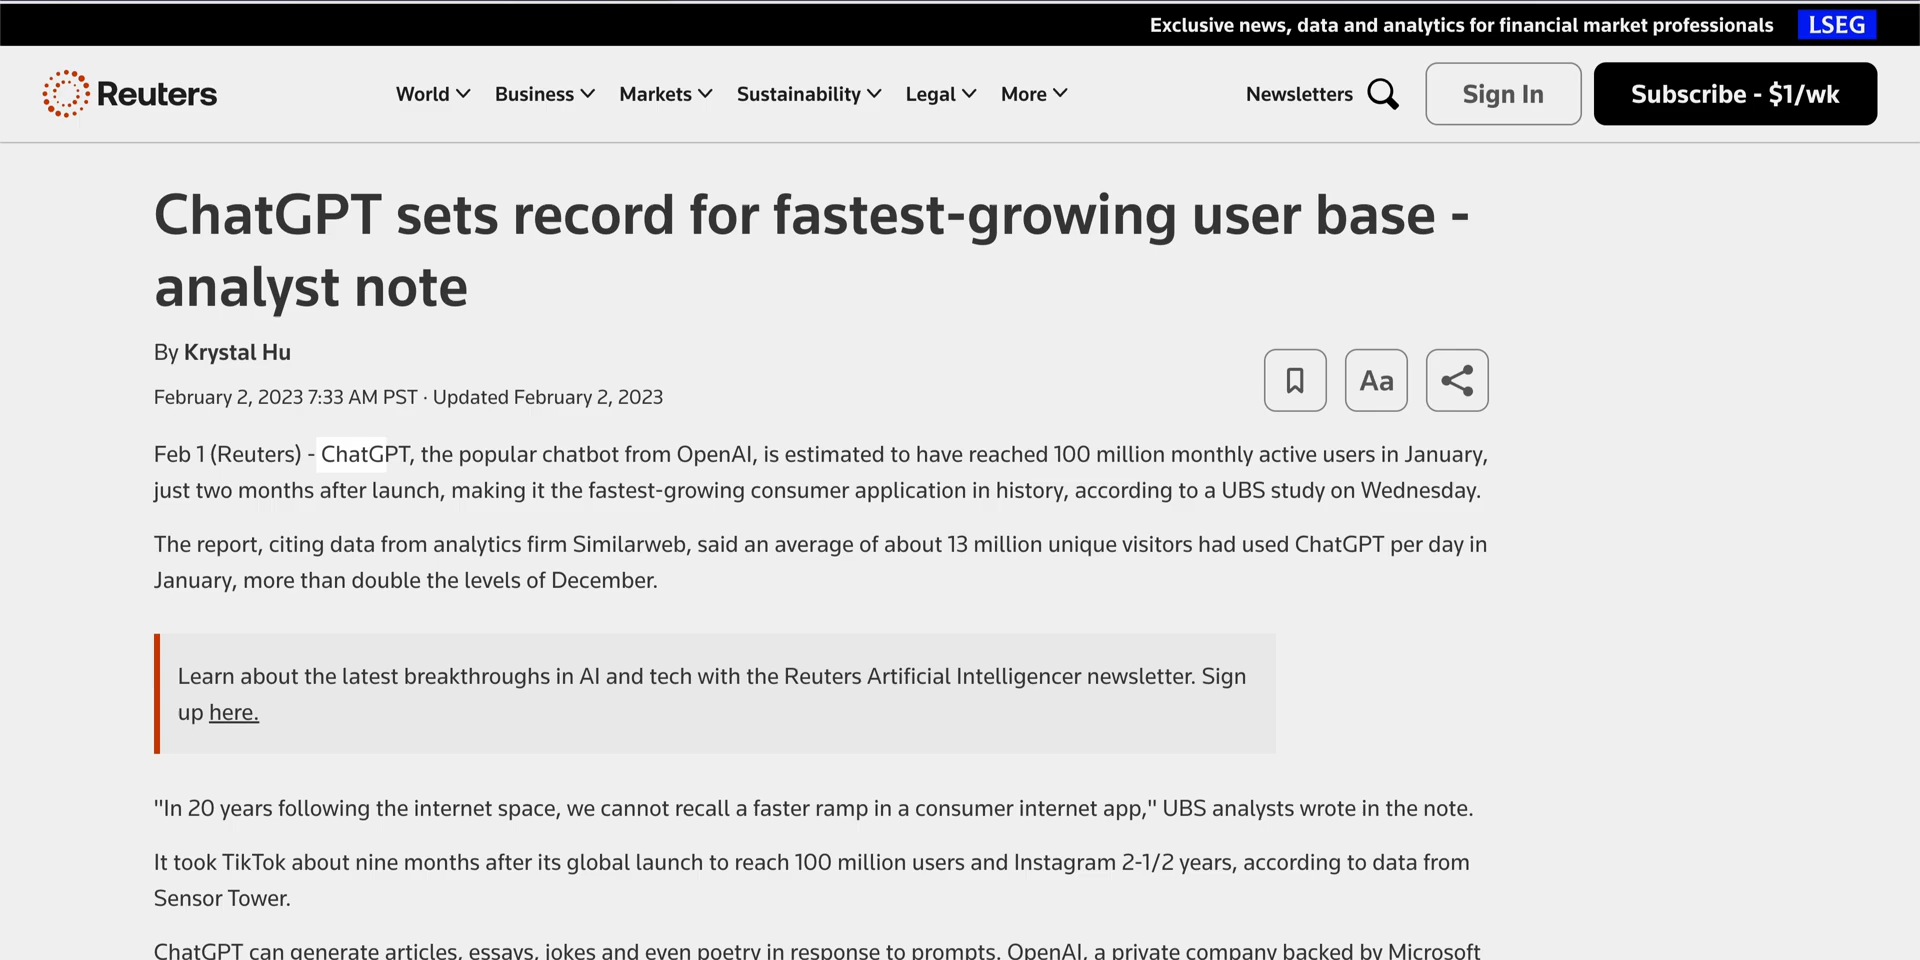 Exclusive news, data and analytics for financial market professionals LSEG
Reuters World Business Markets Sustainability Legal More Newsletters Sign In Subscribe - $1/wk
ChatGPT sets record for fastest-growing user base -
analyst note
By Krystal Hu
February 2, 2023 7:33 AM PST · Updated February 2, 2023
Aa
Feb 1 (Reuters) - ChatGPT, the popular chatbot from OpenAI, is estimated to have reached 100 million monthly active users in January,
just two months after launch, making it the fastest-growing consumer application in history, according to a UBS study on Wednesday.
The report, citing data from analytics firm Similarweb, said an average of about 13 million unique visitors had used ChatGPT per day in
January, more than double the levels of December.
Learn about the latest breakthroughs in AI and tech with the Reuters Artificial Intelligencer newsletter. Sign
up here.
"In 20 years following the internet space, we cannot recall a faster ramp in a consumer internet app," UBS analysts wrote in the note.
It took TikTok about nine months after its global launch to reach 100 million users and Instagram 2-1/2 years, according to data from
Sensor Tower.
ChatGPT can generate articles, essays, jokes and even poetry in response to prompts. OpenAI, a private company backed by Microsoft